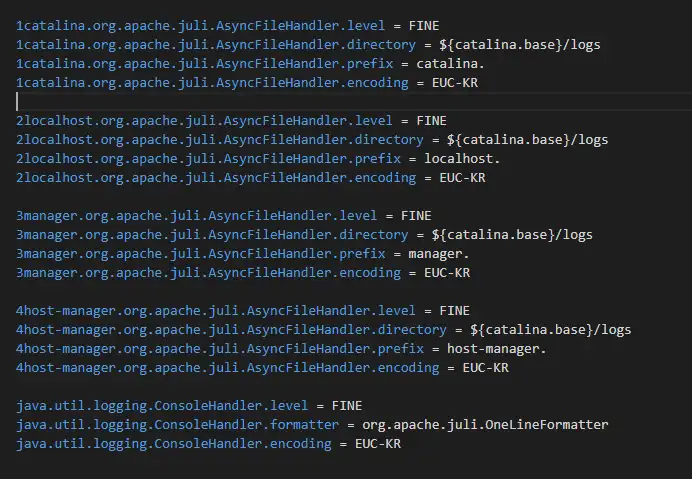 1catalina.org.apache.juli.AsyncFileHandler.level = FINE
1catalina.org.apache.juli.AsyncFileHandler.directory = ${catalina.base}/logs
1catalina.org.apache.juli.AsyncFileHandler.prefix = catalina.
1catalina.org.apache.juli.AsyncFileHandler.encoding = EUC-KR
2localhost.org.apache.juli.AsyncFileHandler.level = FINE
2localhost.org.apache.juli.AsyncFileHandler.directory = ${catalina.base}/logs
2localhost.org.apache.juli.AsyncFileHandler.prefix = localhost.
2localhost.org.apache.juli.AsyncFileHandler.encoding = EUC-KR
3manager.org.apache.juli.AsyncFileHandler.level = FINE
3manager.org.apache.juli.AsyncFileHandler.directory = ${catalina.base}/logs
3manager.org.apache.juli.AsyncFileHandler.prefix = manager.
3manager.org.apache.juli.AsyncFileHandler.encoding = EUC-KR
4host-manager.org.apache.juli.AsyncFileHandler.level = FINE
4host-manager.org.apache.juli.AsyncFileHandler.directory = ${catalina.base}/logs
4host-manager.org.apache.juli.AsyncFileHandler.prefix = host-manager.
4host-manager.org.apache.juli.AsyncFileHandler.encoding = EUC-KR
java.util.logging.ConsoleHandler.level = FINE
java.util.logging.ConsoleHandler.formatter = org.apache.juli.OneLineFormatter
java.util.logging.ConsoleHandler.encoding = EUC-KR